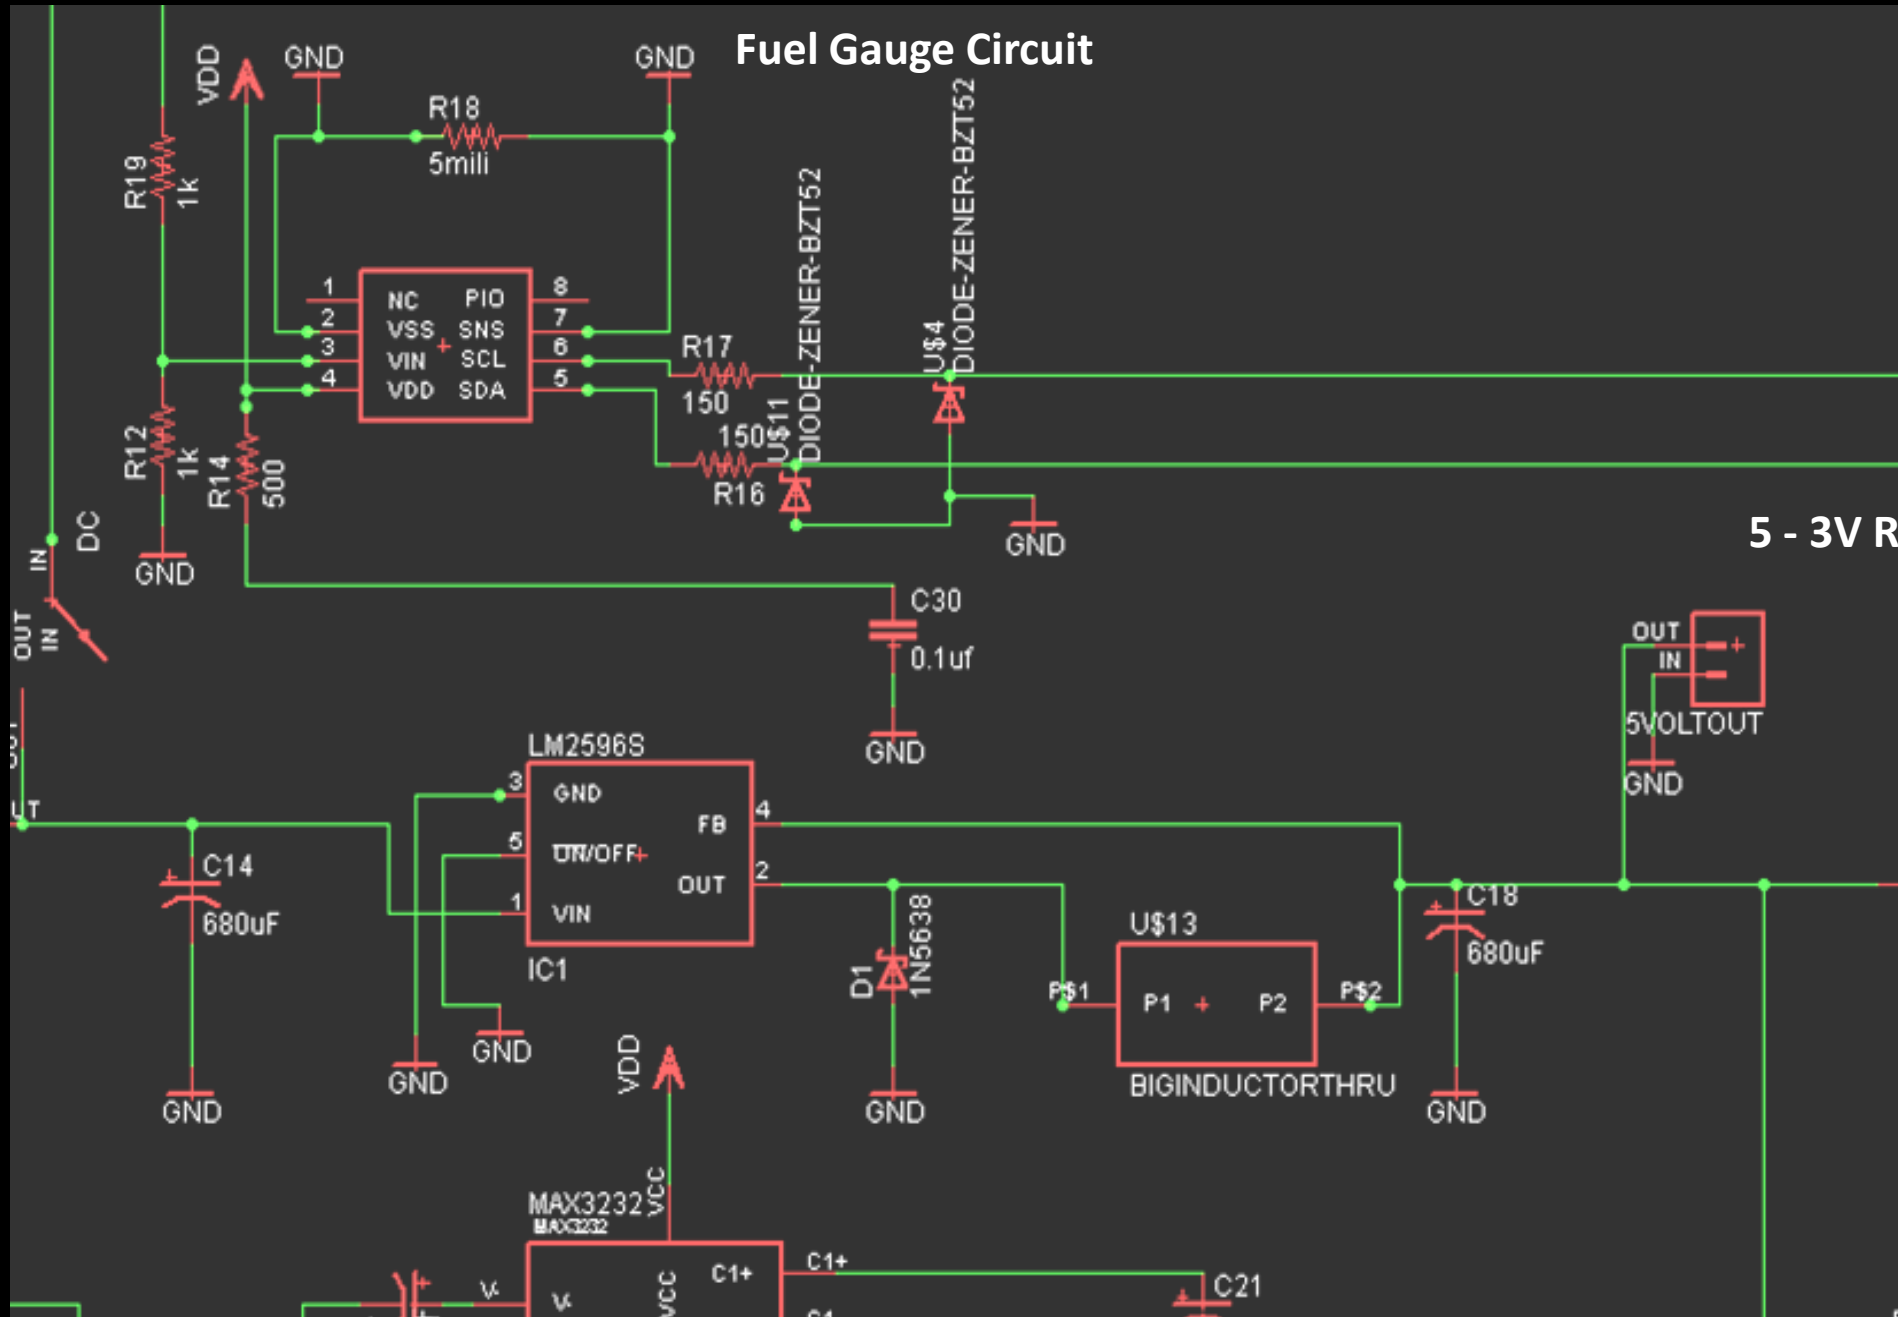 Fuel Gauge Circuit
VDD
GND
GND
R18
5mili
R19
1k
DIODE-ZENER-BZT52
DIODE-ZENER-BZT52
1
2
3
4
NC
VSS
VIN
VDD
PIO
SNS
SCL
SDA
8
7
6
5
R17
150
U$4
U$11
150
R16
R12
1k
R14
500
GND
GND
5 - 3V R
DC
IN
OUT
IN
C30
0.1uf
GND
OUT
IN
5VOLTOUT
GND
LM2596S
3
GND
5
ON/OFF
1
VIN
FB
4
OUT
2
IC1
UT
C14
680uF
GND
GND
GND
D1
1N5638
GND
U$13
P$1
P1
P2
P$2
BIGINDUCTORTHRU
C18
680uF
GND
VDD
VCC
MAX3232
MAX3232
VCC
C1+
C1+
C21
V-
V-